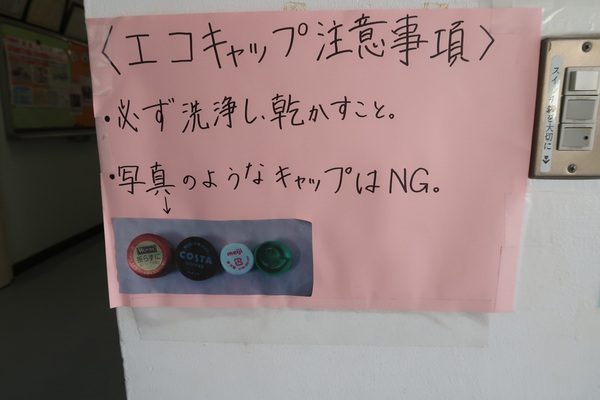 〈エコキャップ注意事項〉
・必ず洗浄し、乾かすこと。
・写真のようなキャップはNG。
↓
COSTA
meiji